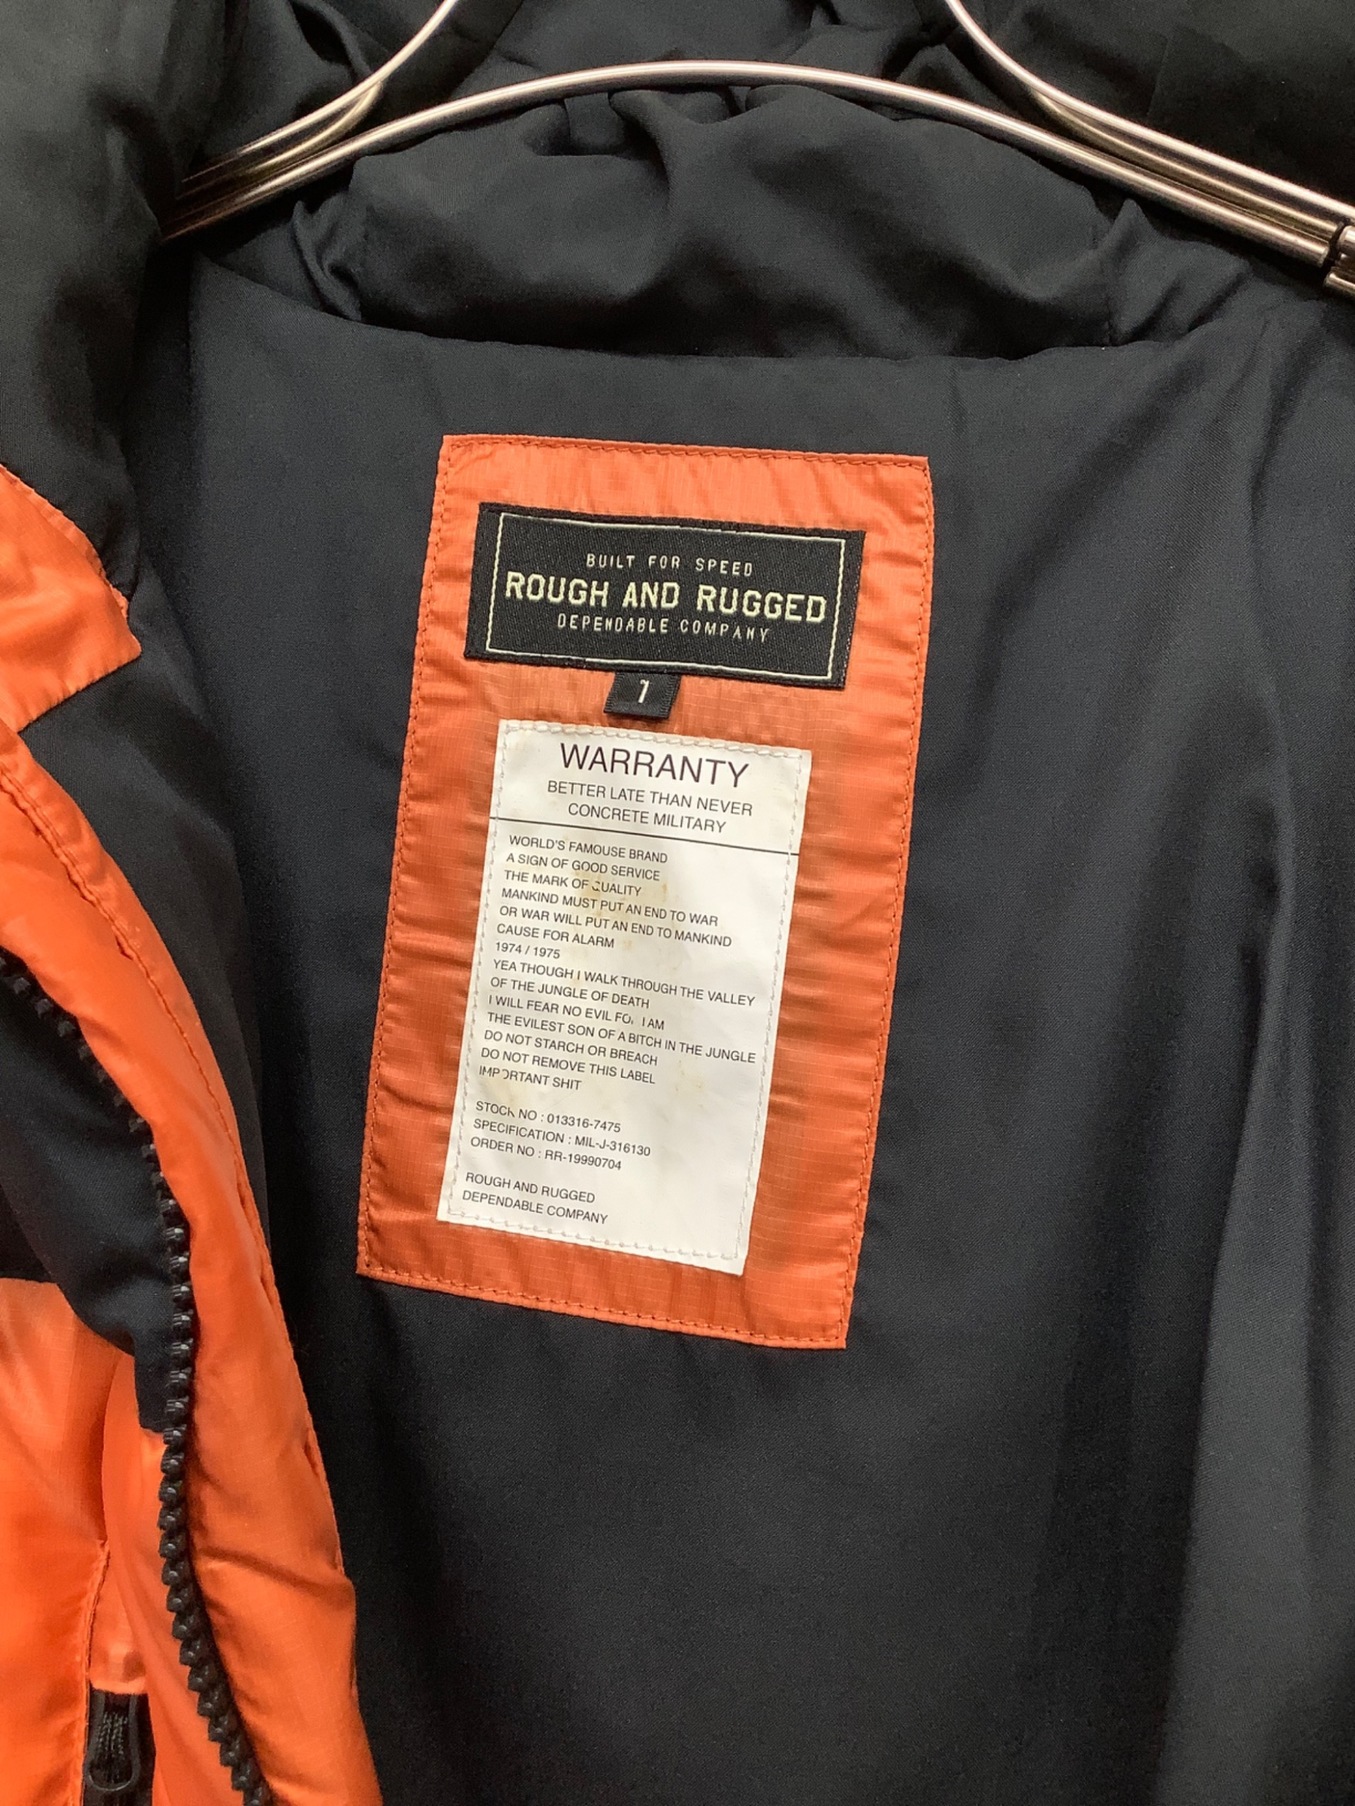 BUILT FOR SPEED
ROUGH AND RUGGED
DEPENDABLE COMPANY
1
WARRANTY
BETTER LATE THAN NEVER
CONCRETE MILITARY
WORLD'S FAMOUSE BRAND
A SIGN OF GOOD SERVICE
THE MARK OF QUALITY
MANKIND MUST PUT AN END TO WAR
OR WAR WILL PUT AN END TO MANKIND
CAUSE FOR ALARM
1974 / 1975
YEA THOUGH I WALK THROUGH THE VALLEY
OF THE JUNGLE OF DEATH
I WILL FEAR NO EVIL FOR I AM
THE EVILEST SON OF A BITCH IN THE JUNGLE
DO NOT STARCH OR BREACH
DO NOT REMOVE THIS LABEL
IMPORTANT SHIT
STOCK NO : 013316-7475
SPECIFICATION : MIL-J-316130
ORDER NO : RR-19990704
ROUGH AND RUGGED
DEPENDABLE COMPANY